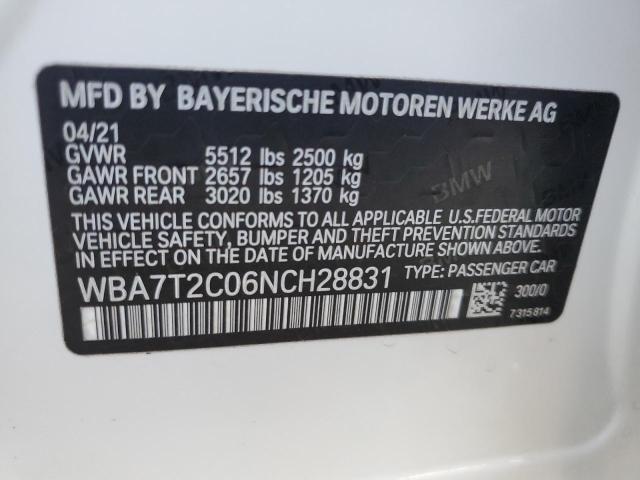 MFD BY BAYERISCHE MOTOREN WERKE AG
04/21
GVWR 5512 lbs 2500 kg
GAWR FRONT 2657 lbs 1205 kg
GAWR REAR 3020 lbs 1370 kg
BMW
THIS VEHICLE CONFORMS TO ALL APPLICABLE U.S.FEDERAL MOTOR
VEHICLE SAFETY, BUMPER AND THEFT PREVENTION STANDARDS
IN EFFECT ON THE DATE OF MANUFACTURE SHOWN ABOVE.
WBA7T2C06NCH28831 TYPE: PASSENGER CAR
300/0
7315814